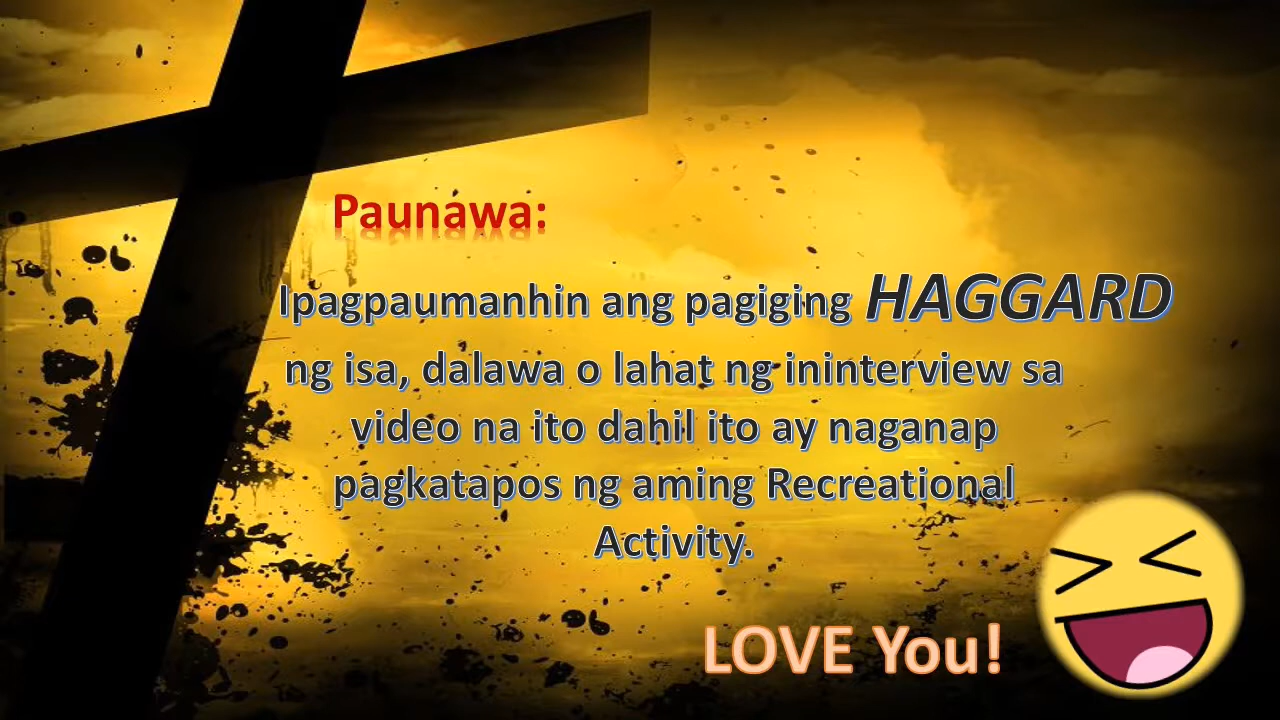 Paunawa:
Ipagpaumanhin ang pagiging HAGGARD
ng isa, dalawa o lahat ng ininterview sa
video na ito dahil ito ay naganap
pagkatapos ng aming Recreational
Activity.
LOVE You!